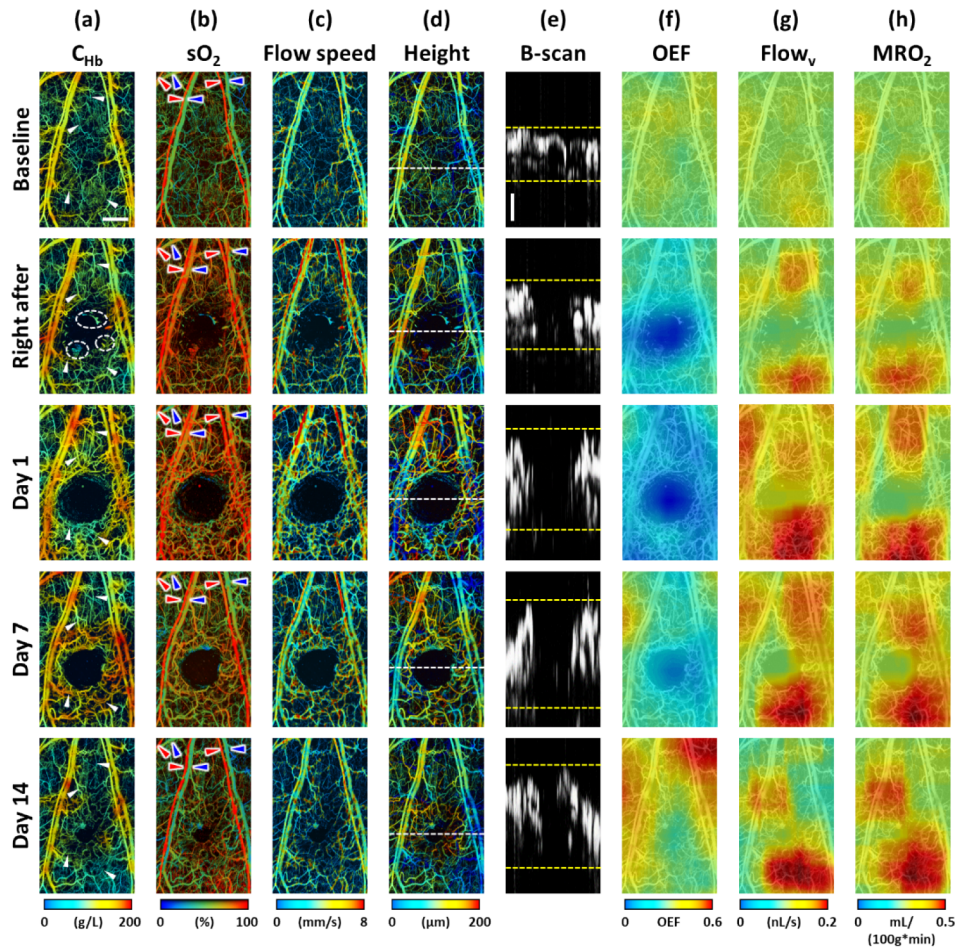 (a) (b) (c) (d) (e) (f) (g) (h)
C_Hb sO₂ Flow speed Height B-scan OEF Flow_v MRO₂
Baseline
Right after
Day 1
Day 7
Day 14
0 200 0 100 0 8 0 200 0 0.6 0 0.2 0 0.5
(g/L) (%) (mm/s) (µm) OEF (nL/s) mL/
(100g*min)